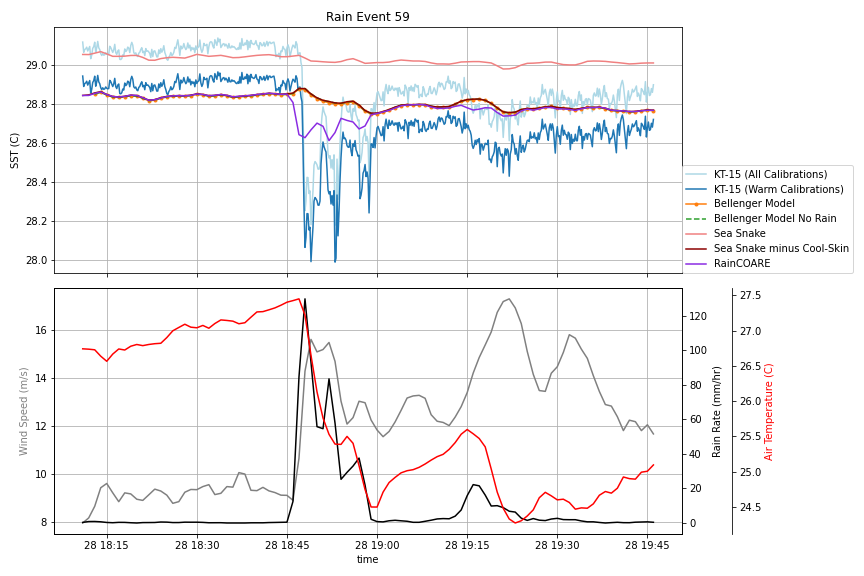 Rain Event 59
29.0
28.8
28.6
28.4
28.2
28.0
SST (C)
KT-15 (All Calibrations)
KT-15 (Warm Calibrations)
Bellenger Model
Bellenger Model No Rain
Sea Snake
Sea Snake minus Cool-Skin
RainCOARE
16
14
12
10
8
Wind Speed (m/s)
120
100
80
60
40
20
0
Rain Rate (mm/hr)
27.5
27.0
26.5
26.0
25.5
25.0
24.5
Air Temperature (C)
28 18:15 28 18:30 28 18:45 28 19:00 28 19:15 28 19:30 28 19:45
time